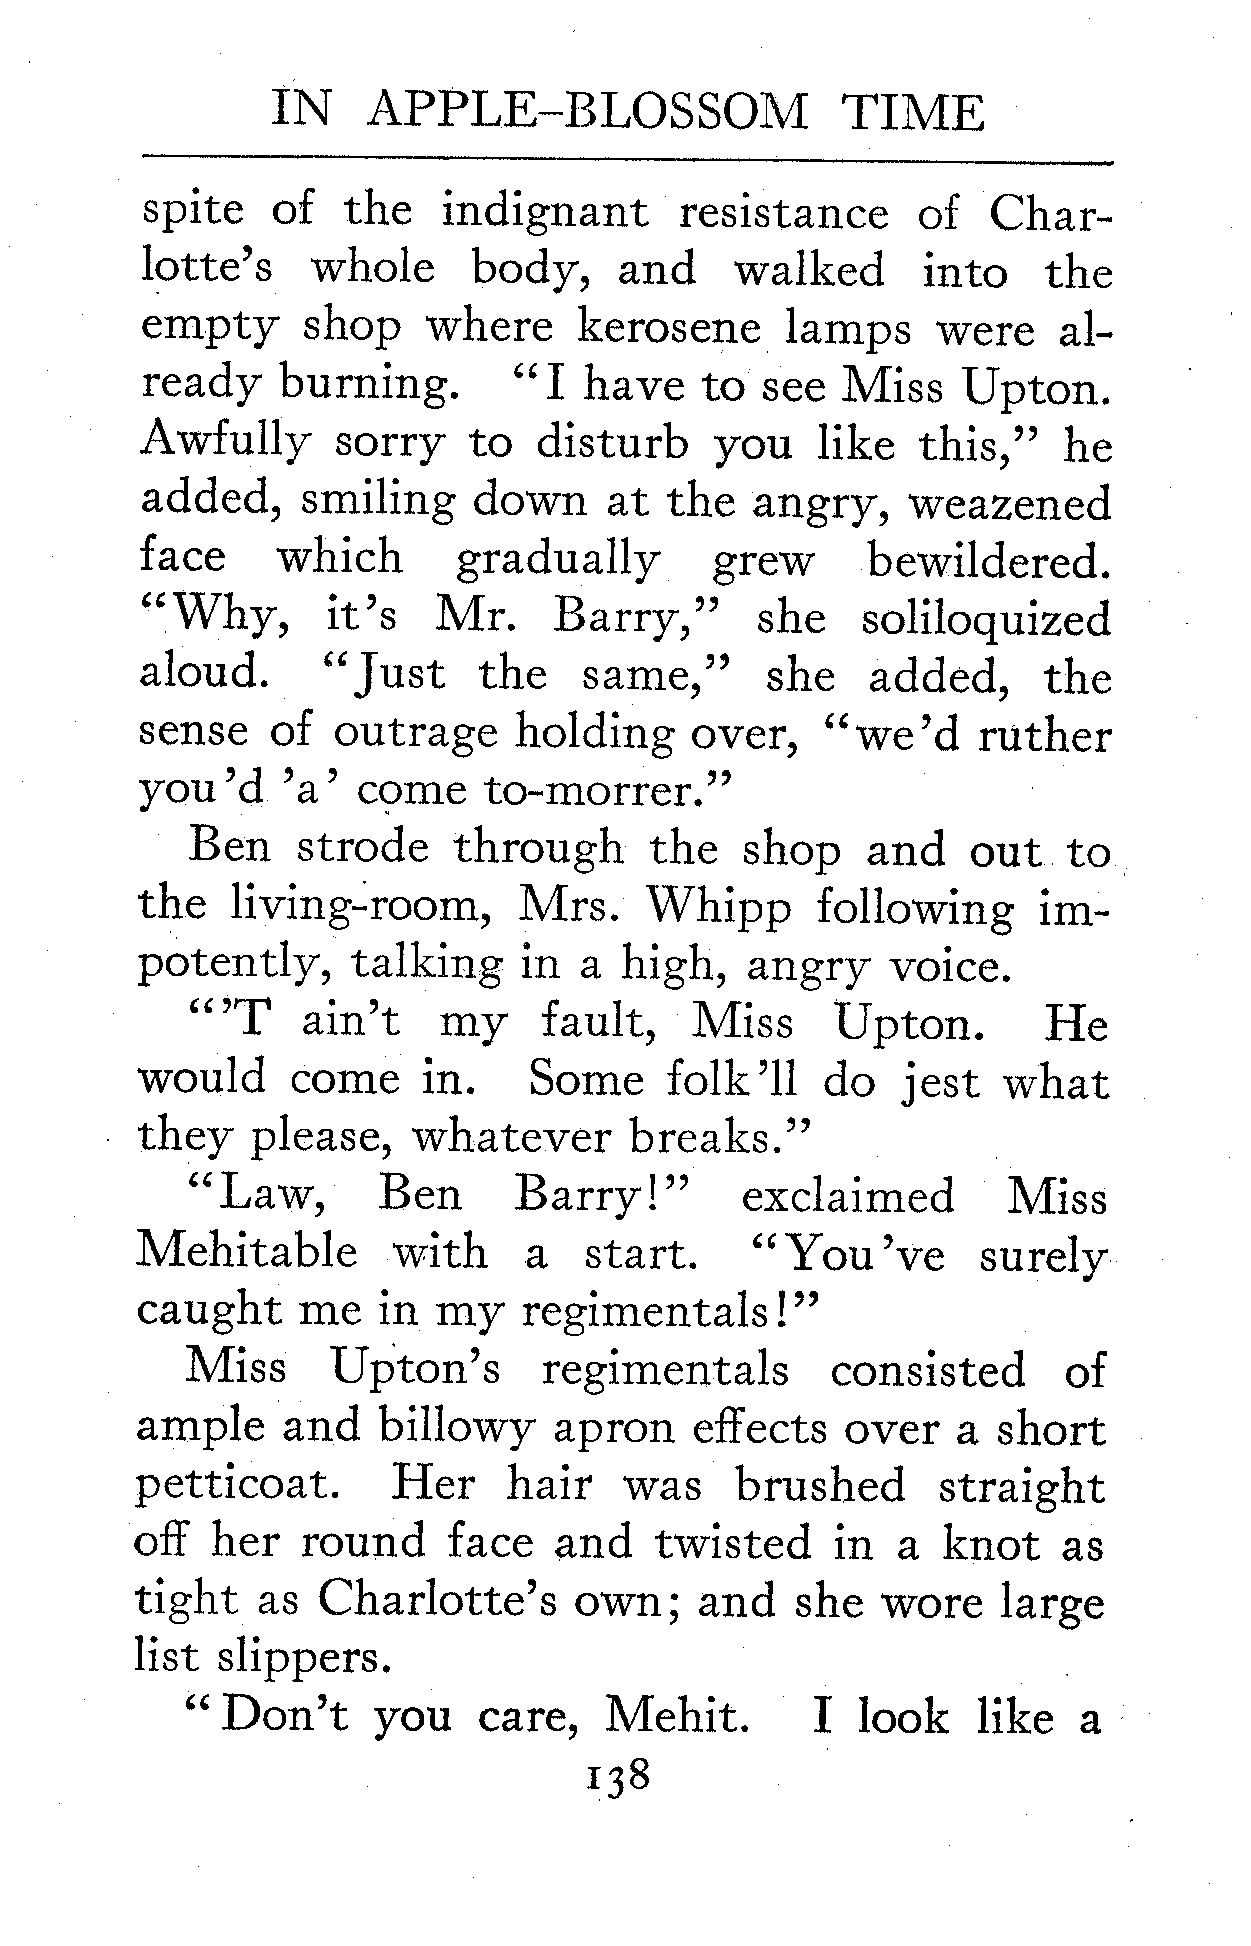 IN APPLE-BLOSSOM TIME
spite of the indignant resistance of Char-
lotte's whole body, and walked into the
empty shop where kerosene lamps were al-
ready burning. "I have to see Miss Upton.
Awfully sorry to disturb you like this," he
added, smiling down at the angry, weazened
face which gradually grew bewildered.
"Why, it's Mr. Barry," she soliloquized
aloud. "Just the same," she added, the
sense of outrage holding over, "we'd ruther
you'd 'a' come to-morrer."
Ben strode through the shop and out to
the living-room, Mrs. Whipp following im-
potently, talking in a high, angry voice.
"'T ain't my fault, Miss Upton. He
would come in. Some folk'll do jest what
they please, whatever breaks."
"Law, Ben Barry!" exclaimed Miss
Mehitable with a start. "You've surely
caught me in my regimentals!"
Miss Upton's regimentals consisted of
ample and billowy apron effects over a short
petticoat. Her hair was brushed straight
off her round face and twisted in a knot as
tight as Charlotte's own; and she wore large
list slippers.
"Don't you care, Mehit. I look like a
138